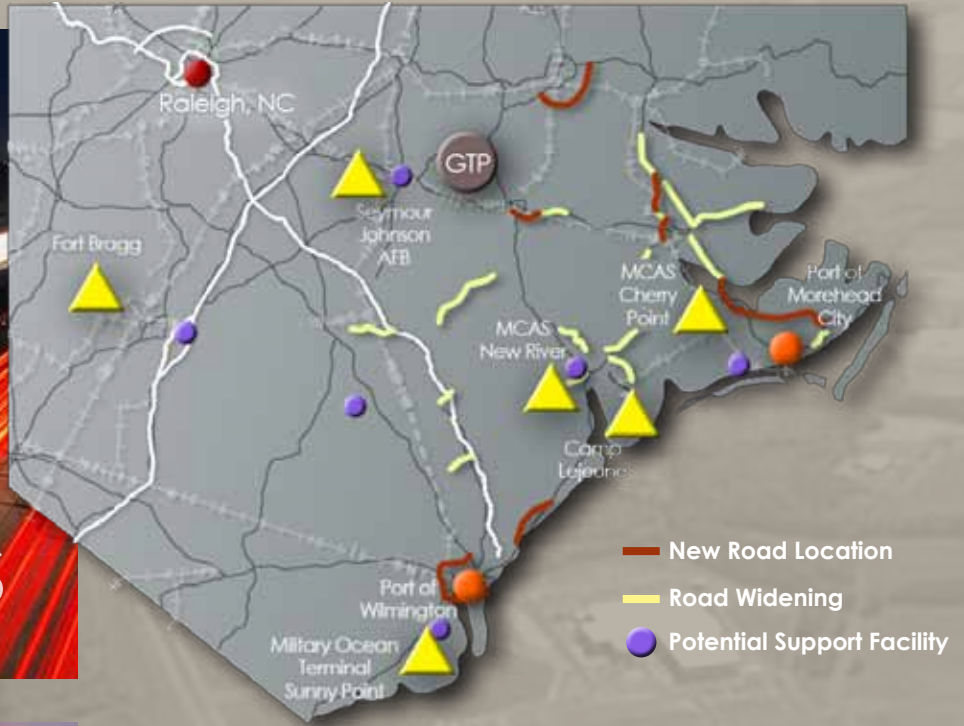 Raleigh, NC
GTP
Seymour
Johnson
AFB
Fort Bragg
MCAS
Cherry
Point
Port of
Morehead
City
MCAS
New River
Camp
Lejeune
Port of
Wilmington
Military Ocean
Terminal
Sunny Point
New Road Location
Road Widening
Potential Support Facility